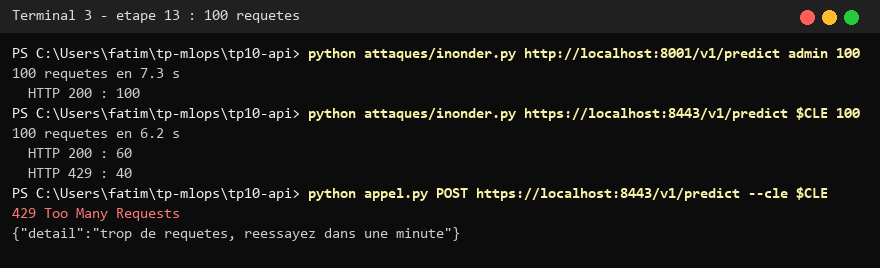 Terminal 3 - etape 13 : 100 requetes
PS C:\Users\fatim\tp-mlops\tp10-api> python attaques/inonder.py http://localhost:8001/v1/predict admin 100
100 requetes en 7.3 s
  HTTP 200 : 100
PS C:\Users\fatim\tp-mlops\tp10-api> python attaques/inonder.py https://localhost:8443/v1/predict $CLE 100
100 requetes en 6.2 s
  HTTP 200 : 60
  HTTP 429 : 40
PS C:\Users\fatim\tp-mlops\tp10-api> python appel.py POST https://localhost:8443/v1/predict --cle $CLE
429 Too Many Requests
{"detail":"trop de requetes, reessayez dans une minute"}